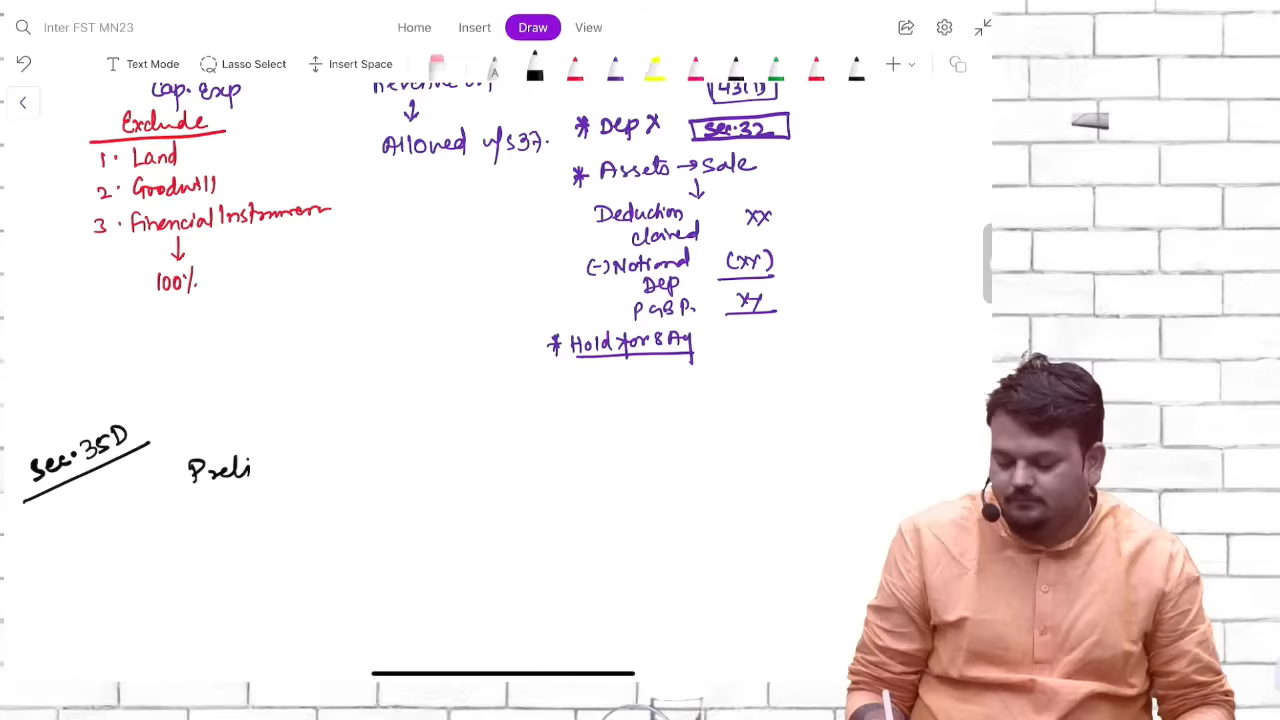 Inter FST MN23
Home
Insert
Draw
View
Text Mode
Lasso Select
Insert Space
A
Cap. Exp
Exclude
1. Land
2. Goodwill
3. Financial Instrument
100%
Allowed u/s 37.
* Dep X Sec. 32
* Assets → Sale
Deduction claimed XX
(-) Notional Dep (XX)
PGBP.
* Hold for 8 Ay
Sec. 35D
Preli